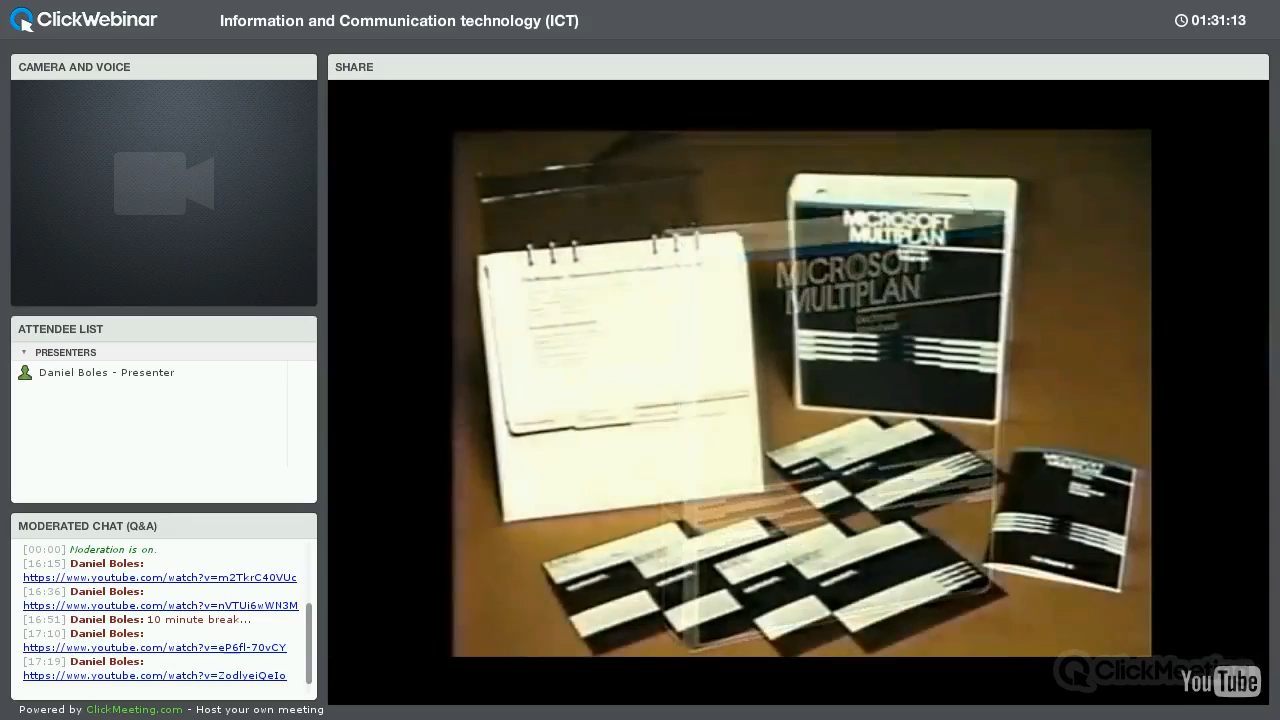 ClickWebinar
Information and Communication technology (ICT)
01:31:13
CAMERA AND VOICE
ATTENDEE LIST
PRESENTERS
Daniel Boles - Presenter
MODERATED CHAT (Q&A)
[00:00] Moderation is on.
[16:15] Daniel Boles:
https://www.youtube.com/watch?v=m2TkrC40VUc
[16:36] Daniel Boles:
https://www.youtube.com/watch?v=nVTUi6wWN3M
[16:51] Daniel Boles: 10 minute break...
[17:10] Daniel Boles:
https://www.youtube.com/watch?v=eP6fl-70vCY
[17:19] Daniel Boles:
https://www.youtube.com/watch?v=ZodlyeiQeIo
Powered by ClickMeeting.com - Host your own meeting
SHARE
MICROSOFT
MULTIPLAN
MICROSOFT
MULTIPLAN
MICROSOFT
MULTIPLAN
ClickMeeting
YouTube